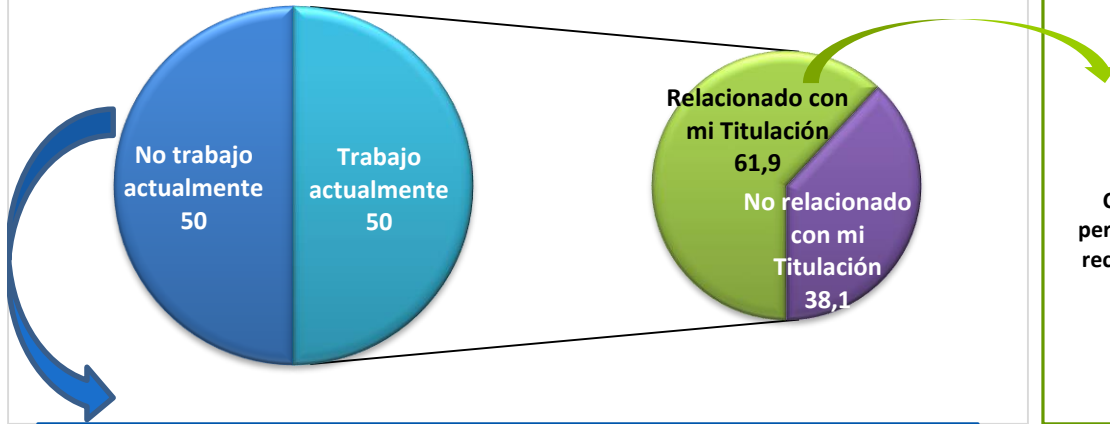 No trabajo
actualmente
50
Trabajo
actualmente
50
Relacionado con
mi Titulación
61,9
No relacionado
con mi
Titulación
38,1